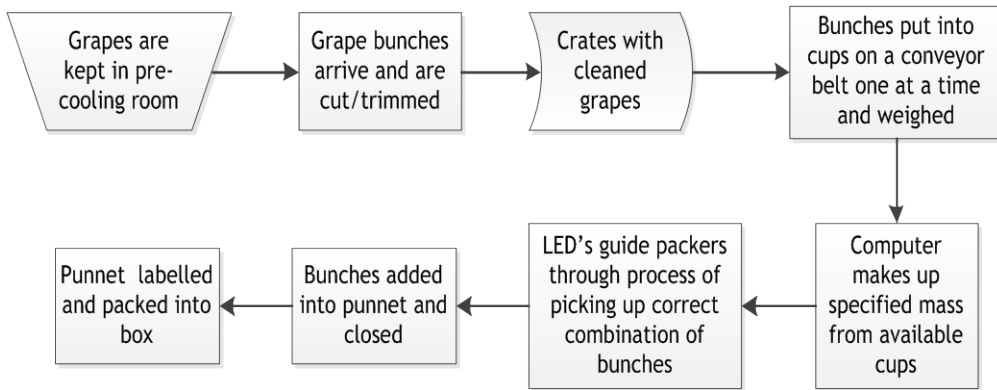 Grapes are
kept in pre-
cooling room
Grape bunches
arrive and are
cut/trimmed
Crates with
cleaned
grapes
Bunches put into
cups on a conveyor
belt one at a time
and weighed
Computer
makes up
specified mass
from available
cups
LED's guide packers
through process of
picking up correct
combination of
bunches
Bunches added
into punnet and
closed
Punnet labelled
and packed into
box